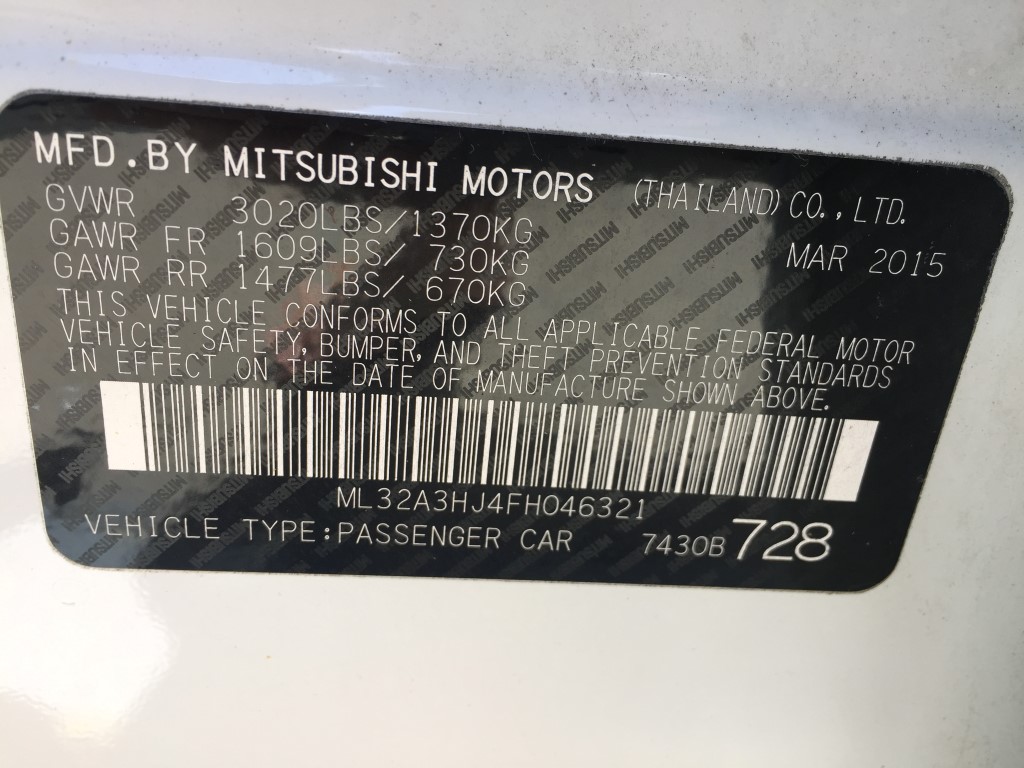 MFD.BY MITSUBISHI MOTORS (THAILAND) CO.,LTD.
GVWR 3020LBS/1370KG MAR 2015
GAWR FR 1609LBS/ 730KG
GAWR RR 1477LBS/ 670KG
THIS VEHICLE CONFORMS TO ALL APPLICABLE FEDERAL MOTOR
VEHICLE SAFETY, BUMPER, AND THEFT PREVENTION STANDARDS
IN EFFECT ON THE DATE OF MANUFACTURE SHOWN ABOVE.
ML32A3HJ4FH046321
VEHICLE TYPE:PASSENGER CAR 7430B 728